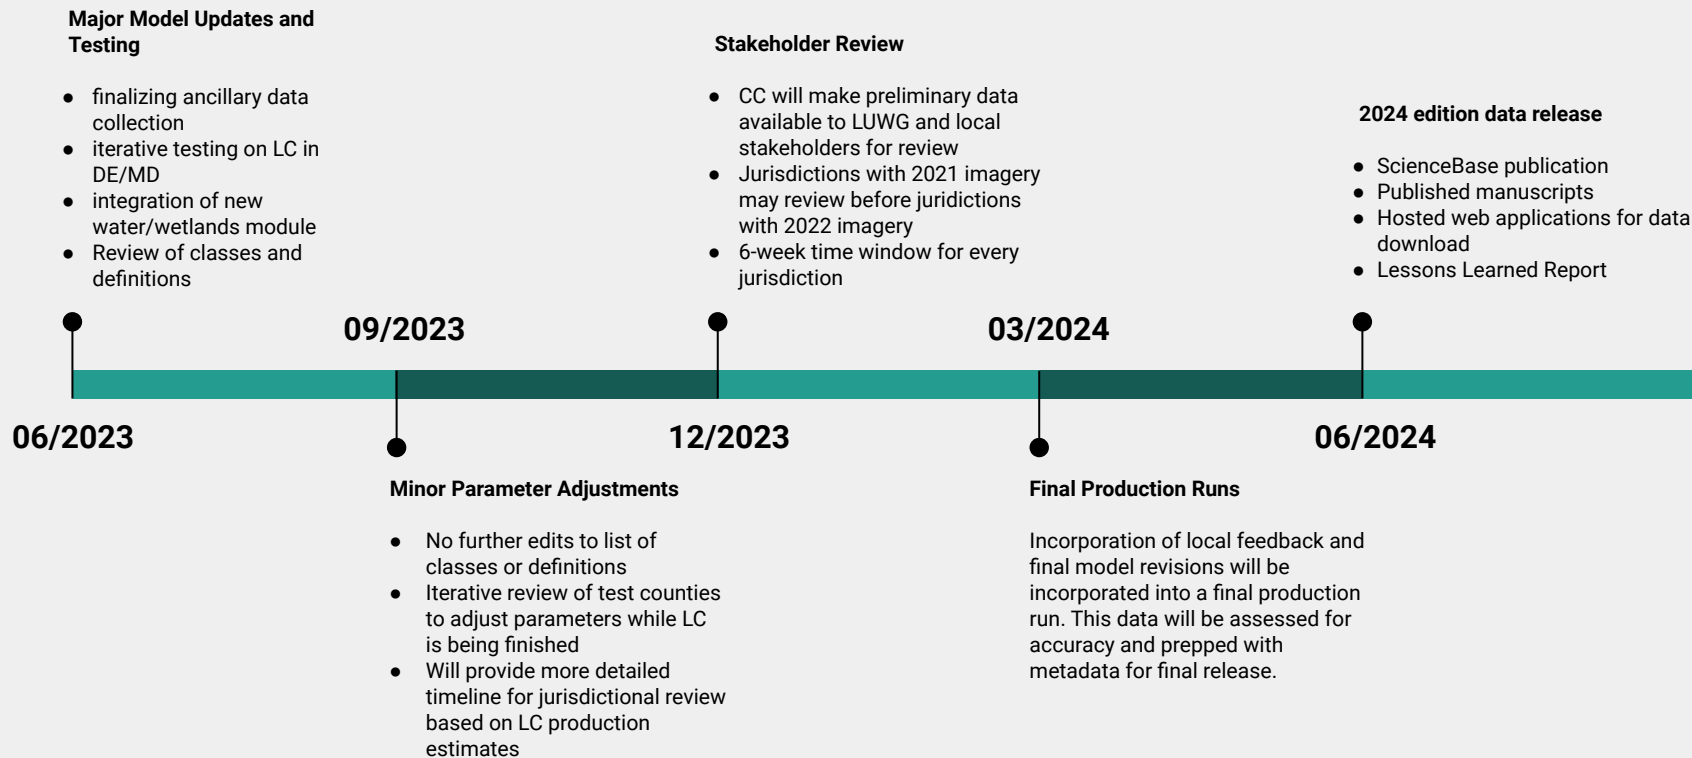 Major Model Updates and
Testing
● finalizing ancillary data
collection
● iterative testing on LC in
DE/MD
● integration of new
water/wetlands module
● Review of classes and
definitions
Stakeholder Review
● CC will make preliminary data
available to LUWG and local
stakeholders for review
● Jurisdictions with 2021 imagery
may review before juridictions
with 2022 imagery
● 6-week time window for every
jurisdiction
2024 edition data release
● ScienceBase publication
● Published manuscripts
● Hosted web applications for data
download
● Lessons Learned Report
09/2023
03/2024
06/2023
12/2023
06/2024
Minor Parameter Adjustments
● No further edits to list of
classes or definitions
● Iterative review of test counties
to adjust parameters while LC
is being finished
● Will provide more detailed
timeline for jurisdictional review
based on LC production
estimates
Final Production Runs
Incorporation of local feedback and
final model revisions will be
incorporated into a final production
run. This data will be assessed for
accuracy and prepped with
metadata for final release.